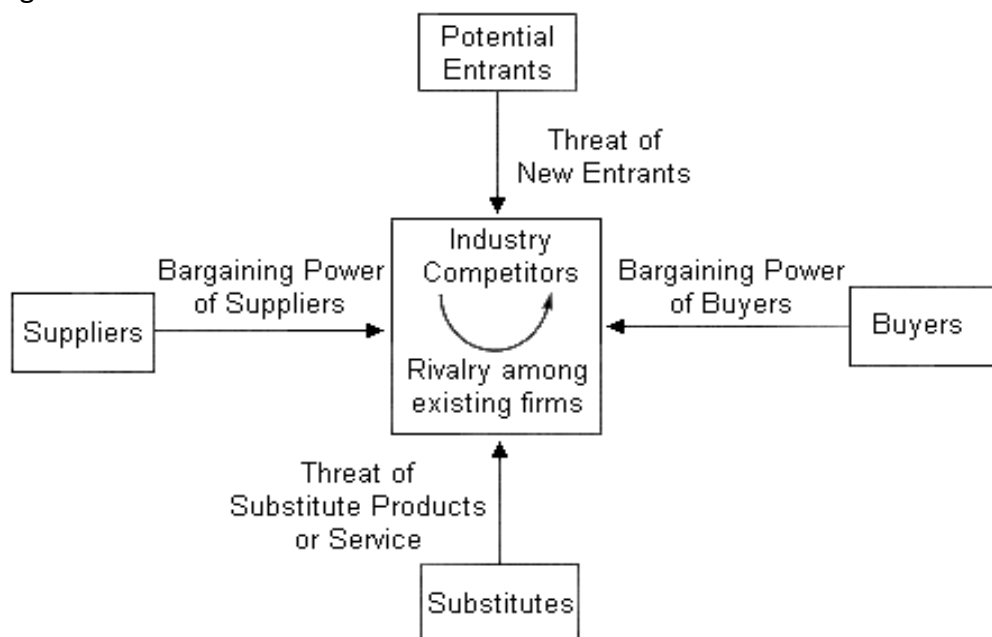 g
Potential
Entrants
Threat of
New Entrants
Industry
Competitors
Bargaining Power
of Suppliers
Bargaining Power
of Buyers
Suppliers
Buyers
Rivalry among
existing firms
Threat of
Substitute Products
or Service
Substitutes